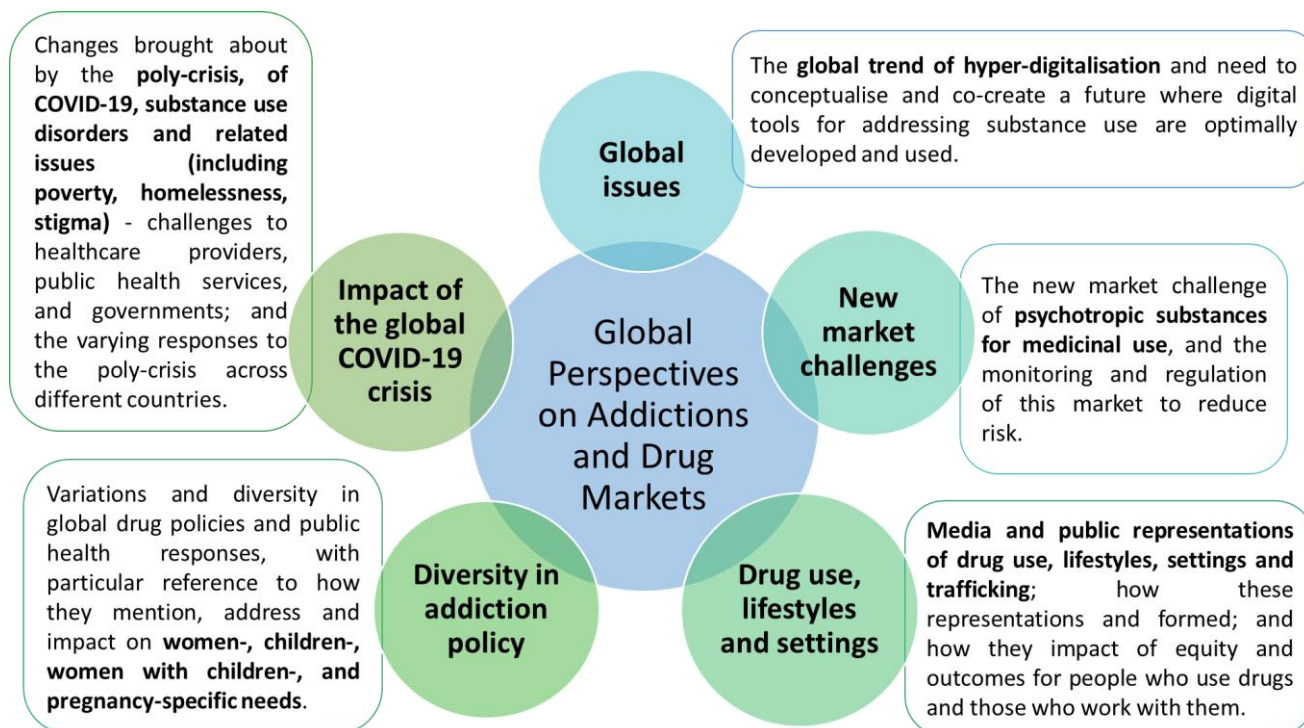 Changes brought about
by the poly-crisis, of
COVID-19, substance use
disorders and related
issues (including
poverty, homelessness,
stigma) - challenges to
healthcare providers,
public health services,
and governments; and
the varying responses to
the poly-crisis across
different countries.
Global
issues
The global trend of hyper-digitalisation and need to
conceptualise and co-create a future where digital
tools for addressing substance use are optimally
developed and used.
Impact of
the global
COVID-19
crisis
Global
Perspectives
on Addictions
and Drug
Markets
New
market
challenges
The new market challenge
of psychotropic substances
for medicinal use, and the
monitoring and regulation
of this market to reduce
risk.
Variations and diversity in
global drug policies and public
health responses, with
particular reference to how
they mention, address and
impact on women-, children-,
women with children-, and
pregnancy-specific needs.
Diversity in
addiction
policy
Drug use,
lifestyles
and settings
Media and public representations
of drug use, lifestyles, settings and
trafficking; how these
representations and formed; and
how they impact of equity and
outcomes for people who use drugs
and those who work with them.